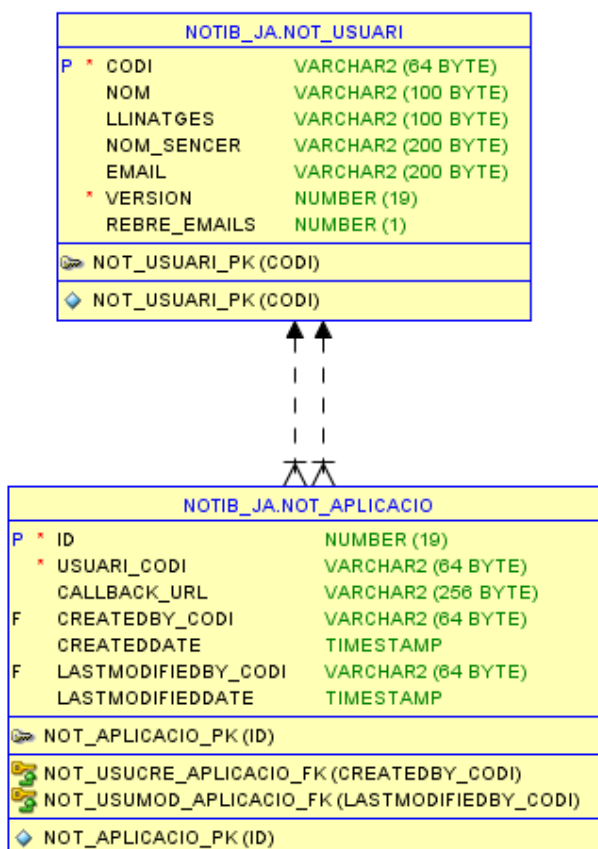 NOTIB_JA.NOT_USUARI
P * CODI VARCHAR2 (64 BYTE)
NOM VARCHAR2 (100 BYTE)
LLINATGES VARCHAR2 (100 BYTE)
NOM_SENCER VARCHAR2 (200 BYTE)
EMAIL VARCHAR2 (200 BYTE)
* VERSION NUMBER (19)
REBRE_EMAILS NUMBER (1)
NOT_USUARI_PK (CODI)
NOT_USUARI_PK (CODI)
NOTIB_JA.NOT_APLICACIO
P * ID NUMBER (19)
* USUARI_CODI VARCHAR2 (64 BYTE)
CALLBACK_URL VARCHAR2 (256 BYTE)
F CREATEDBY_CODI VARCHAR2 (64 BYTE)
CREATEDDATE TIMESTAMP
F LASTMODIFIEDBY_CODI VARCHAR2 (64 BYTE)
LASTMODIFIEDDATE TIMESTAMP
NOT_APLICACIO_PK (ID)
NOT_USUCRE_APLICACIO_FK (CREATEDBY_CODI)
NOT_USUMOD_APLICACIO_FK (LASTMODIFIEDBY_CODI)
NOT_APLICACIO_PK (ID)